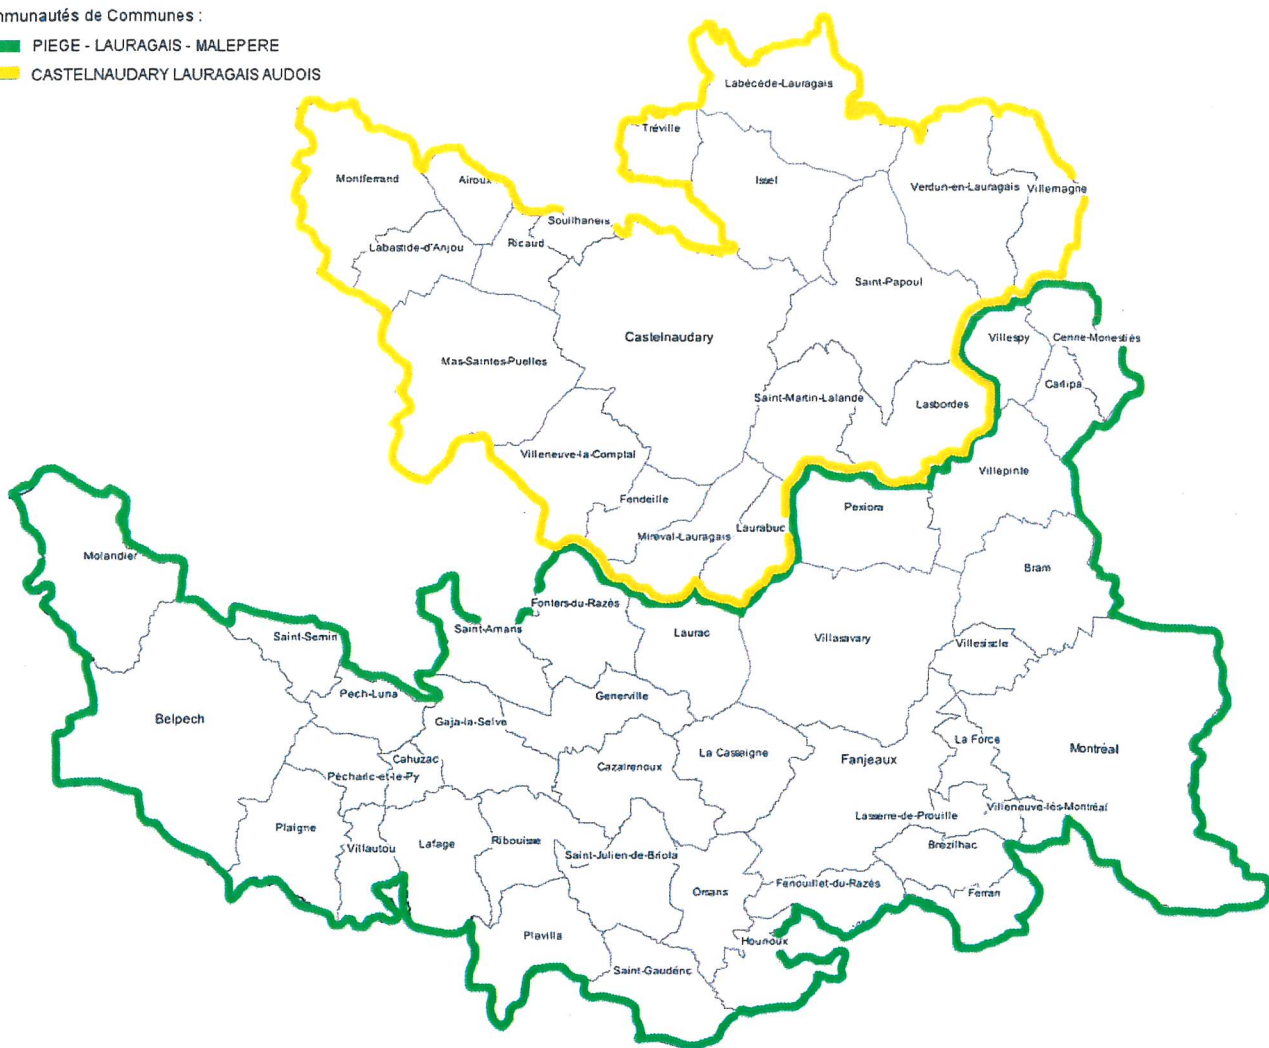 mmunautés de Communes :
PIEGE - LAURAGAIS - MALEPERE
CASTELNAUDARY LAURAGAIS AUDOIS
Labécède-Lauragais
Tréville
Issel
Verdun-en-Lauragais
Villemagne
Montferrand
Airoux
Souilhanels
Ricaud
Labastide-d'Anjou
Saint-Papoul
Castelnaudary
Villespy
Cenne-Monestiés
Mas-Saintes-Puelles
Carlipa
Saint-Martin-Lalande
Lasbordes
Villeneuve-la-Comptal
Villepinte
Fendeille
Pexiora
Laurabuc
Mireval-Lauragais
Molandier
Bram
Fonters-du-Razès
Saint-Amans
Laurac
Saint-Sernin
Villasavary
Villesiscle
Pech-Luna
Generville
Belpech
Gaja-la-Selve
La Force
Montréal
La Cassaigne
Cahuzac
Fanjeaux
Cazalrenoux
Pécharic-et-le-Py
Villeneuve-lès-Montréal
Lasserre-de-Prouille
Plaigne
Villautou
Lafage
Ribouisse
Brézilhac
Saint-Julien-de-Briola
Fenouillet-du-Razès
Orsans
Ferran
Plavilla
Hounoux
Saint-Gaudéric